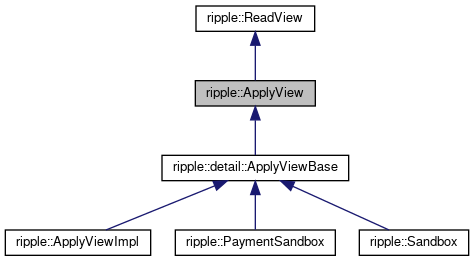 ripple::ReadView
ripple::ApplyView
ripple::detail::ApplyViewBase
ripple::ApplyViewImpl
ripple::PaymentSandbox
ripple::Sandbox